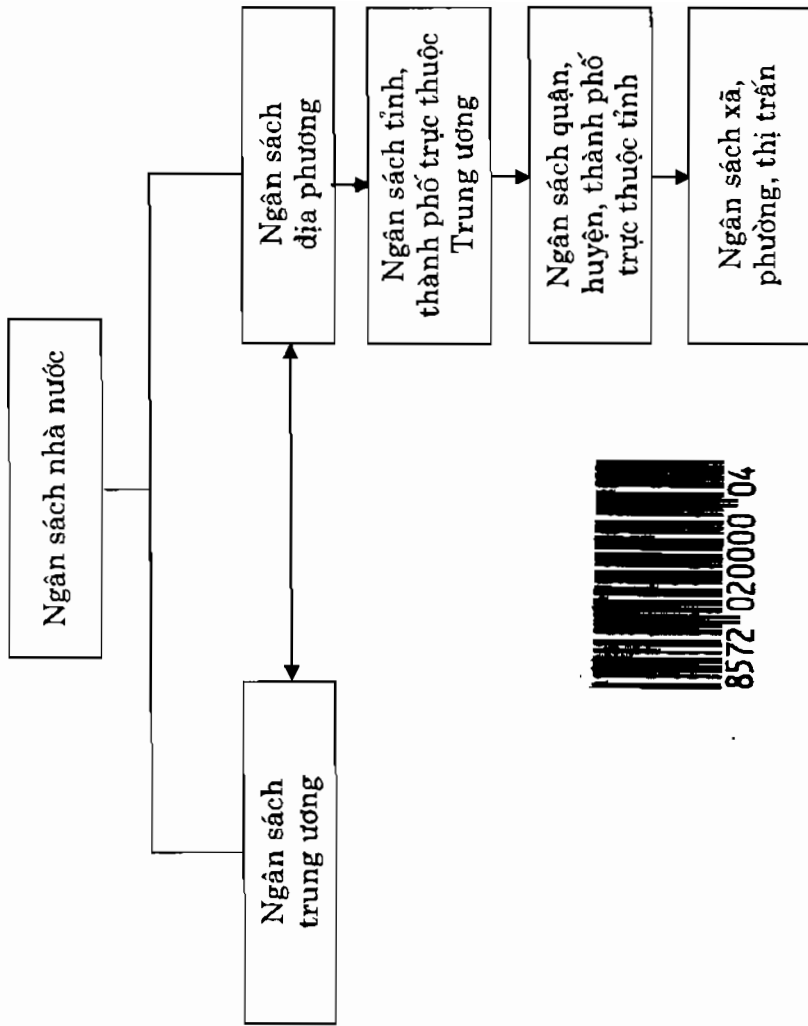 Ngân sách nhà nước
Ngân sách
trung ương
Ngân sách
địa phương
Ngân sách tỉnh,
thành phố trực thuộc
Trung ương
Ngân sách quận,
huyện, thành phố
trực thuộc tỉnh
Ngân sách xã,
phường, thị trấn
8572 020000 04